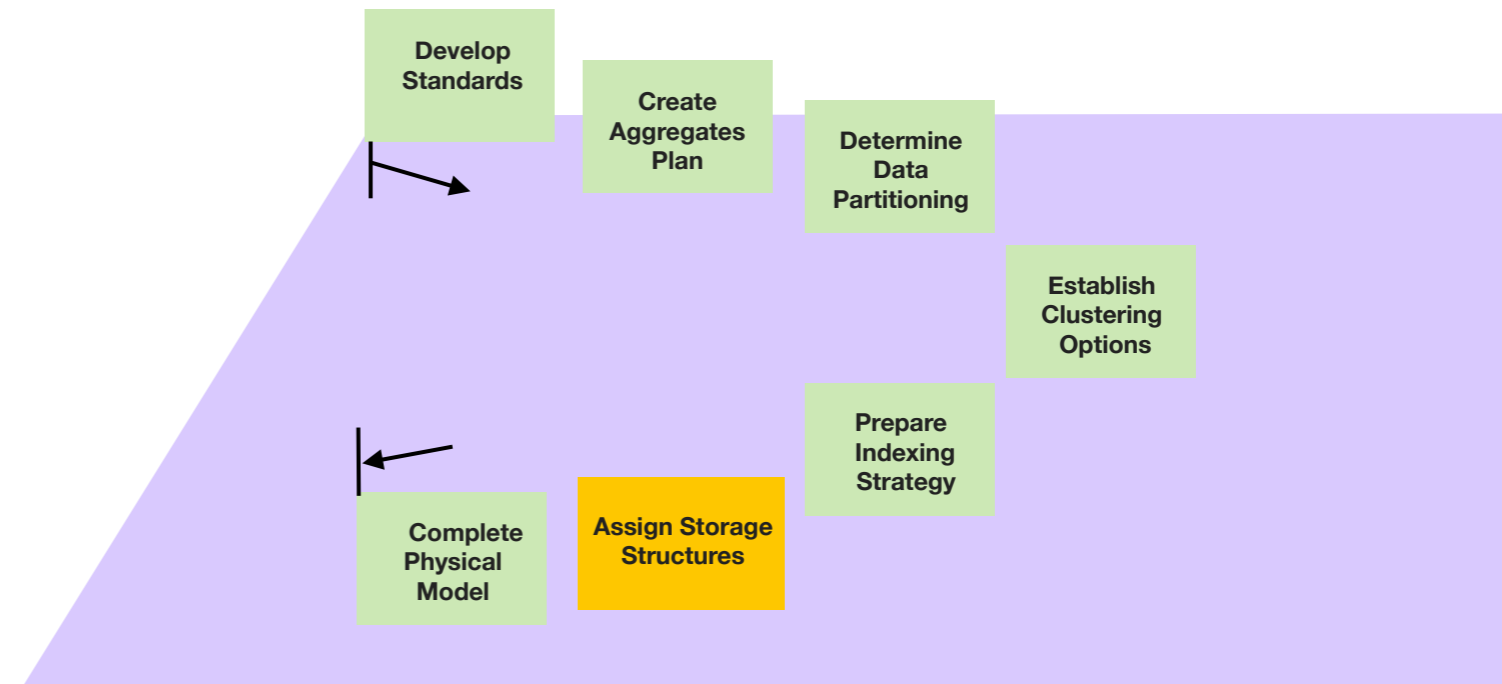 Develop
Standards
Create
Aggregates
Plan
Determine
Data
Partitioning
Establish
Clustering
Options
Prepare
Indexing
Strategy
Assign Storage
Structures
Complete
Physical
Model